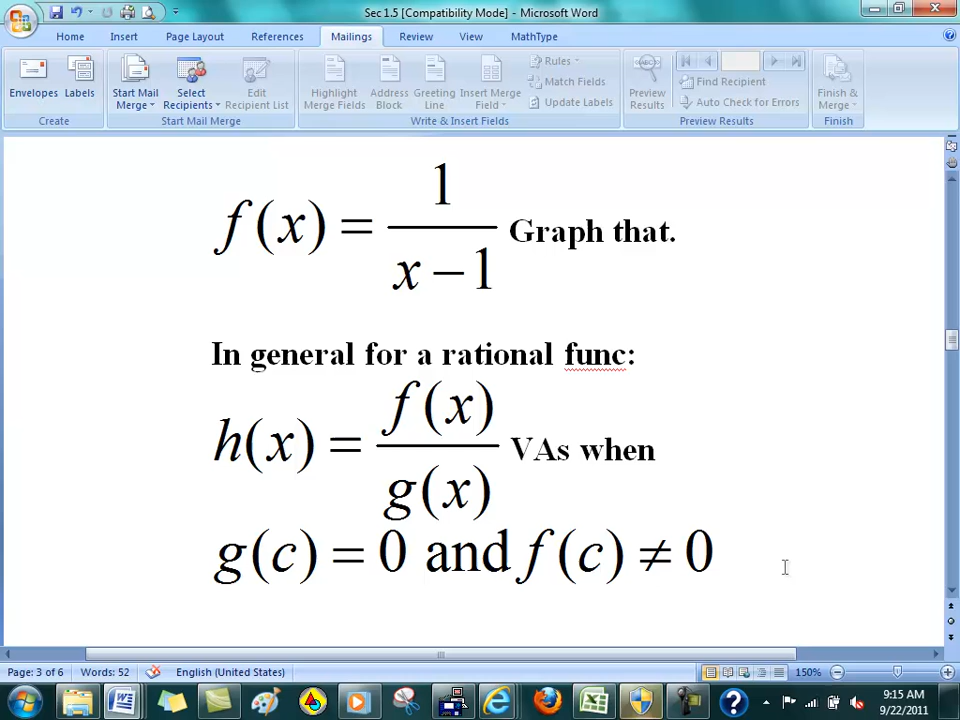 Sec 1.5 [Compatibility Mode] - Microsoft Word
Home Insert Page Layout References Mailings Review View MathType
Envelopes Labels Start Mail Merge Select Recipients Edit Recipient List Highlight Merge Fields Address Block Greeting Line Insert Merge Field Rules Match Fields Update Labels Preview Results Find Recipient Auto Check for Errors Finish & Merge
Create Start Mail Merge Write & Insert Fields Preview Results Finish
f(x) = 1/(x − 1) Graph that.
In general for a rational func:
h(x) = f(x)/g(x) VAs when
g(c) = 0 and f(c) ≠ 0
Page: 3 of 6 Words: 52 English (United States) 150%
9:15 AM
9/22/2011